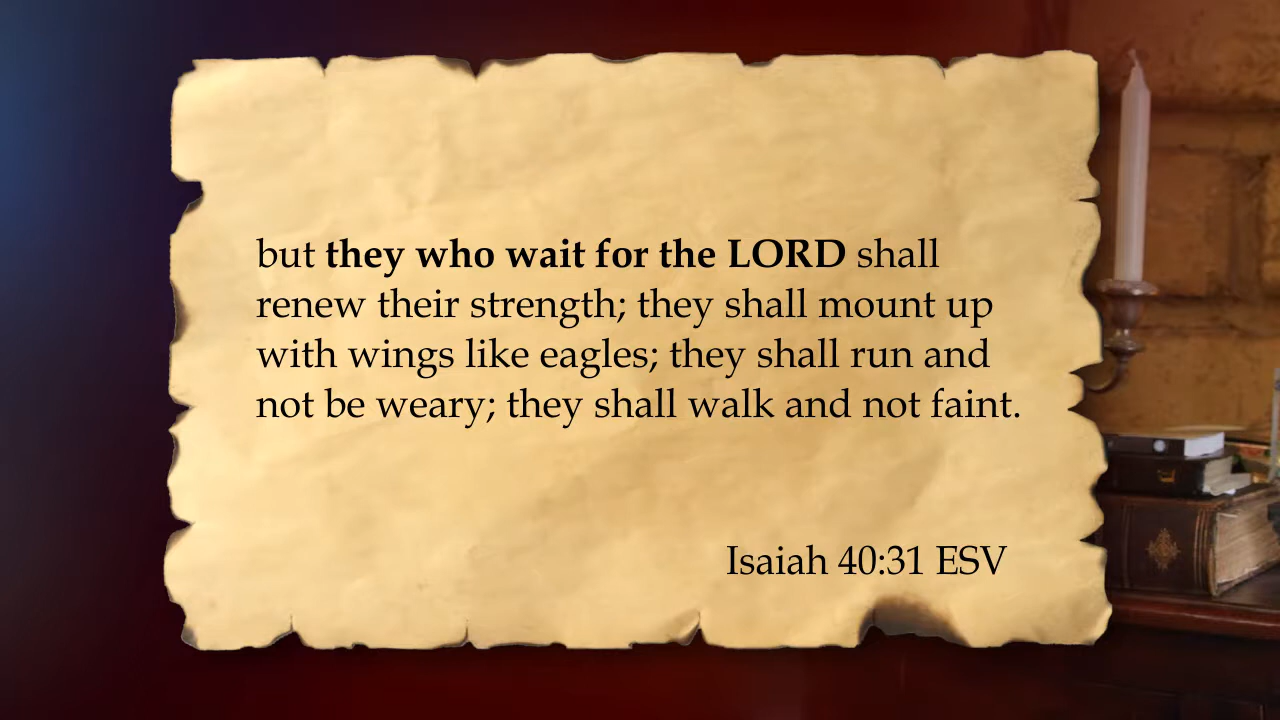 but they who wait for the LORD shall
renew their strength; they shall mount up
with wings like eagles; they shall run and
not be weary; they shall walk and not faint.
Isaiah 40:31 ESV